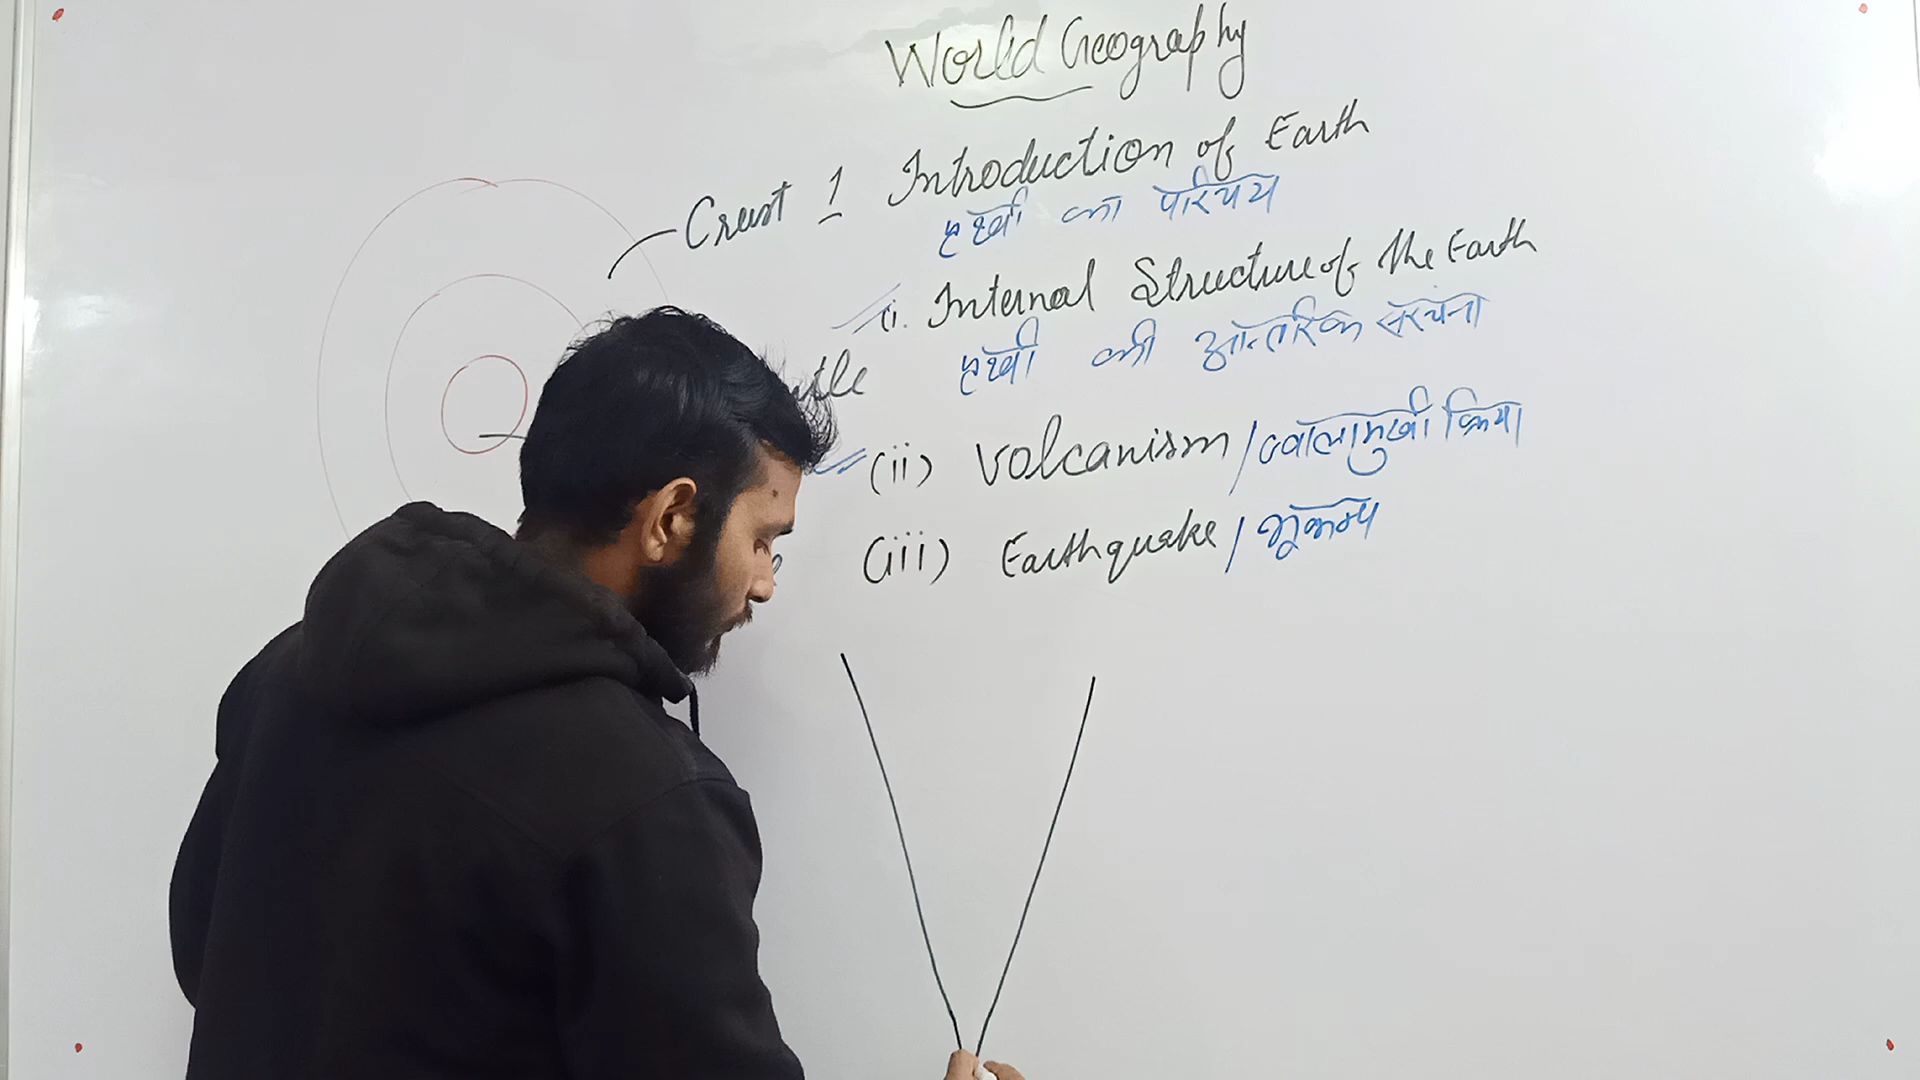 World Geography
Crust 1 Introduction of Earth
पृथ्वी का परिचय
(i. Internal Structure of the Earth
पृथ्वी की आन्तरिक संरचना
(ii) Volcanism / ज्वालामुखी क्रिया
(iii) Earthquake / भूकम्प